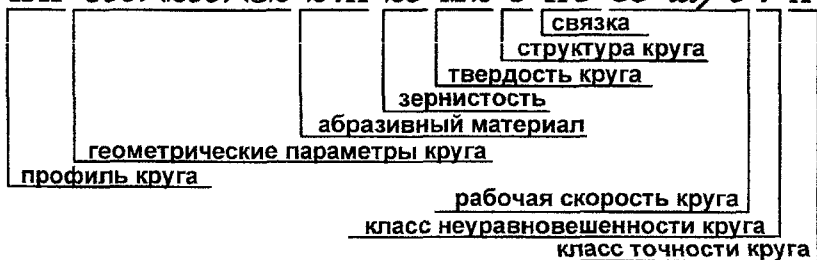 связка
структура круга
твердость круга
зернистость
абразивный материал
геометрические параметры круга
профиль круга
рабочая скорость круга
класс неуравновешенности круга
класс точности круга